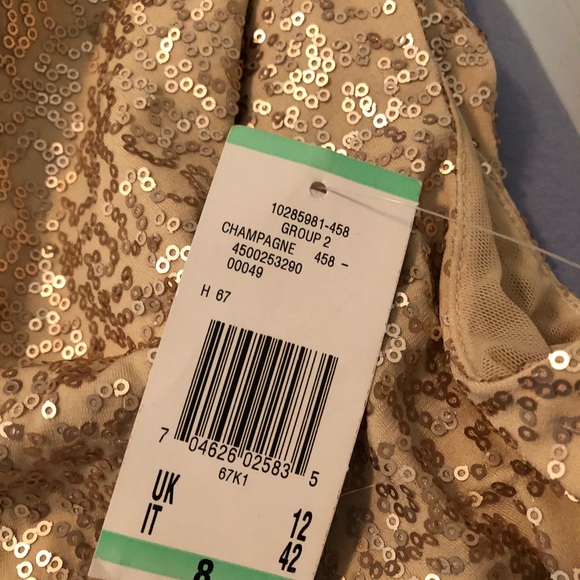 10285981-458
GROUP 2
CHAMPAGNE 458 -
4500253290
00049
H 67
7 04626 02583 5
67K1
UK 12
IT 42
8